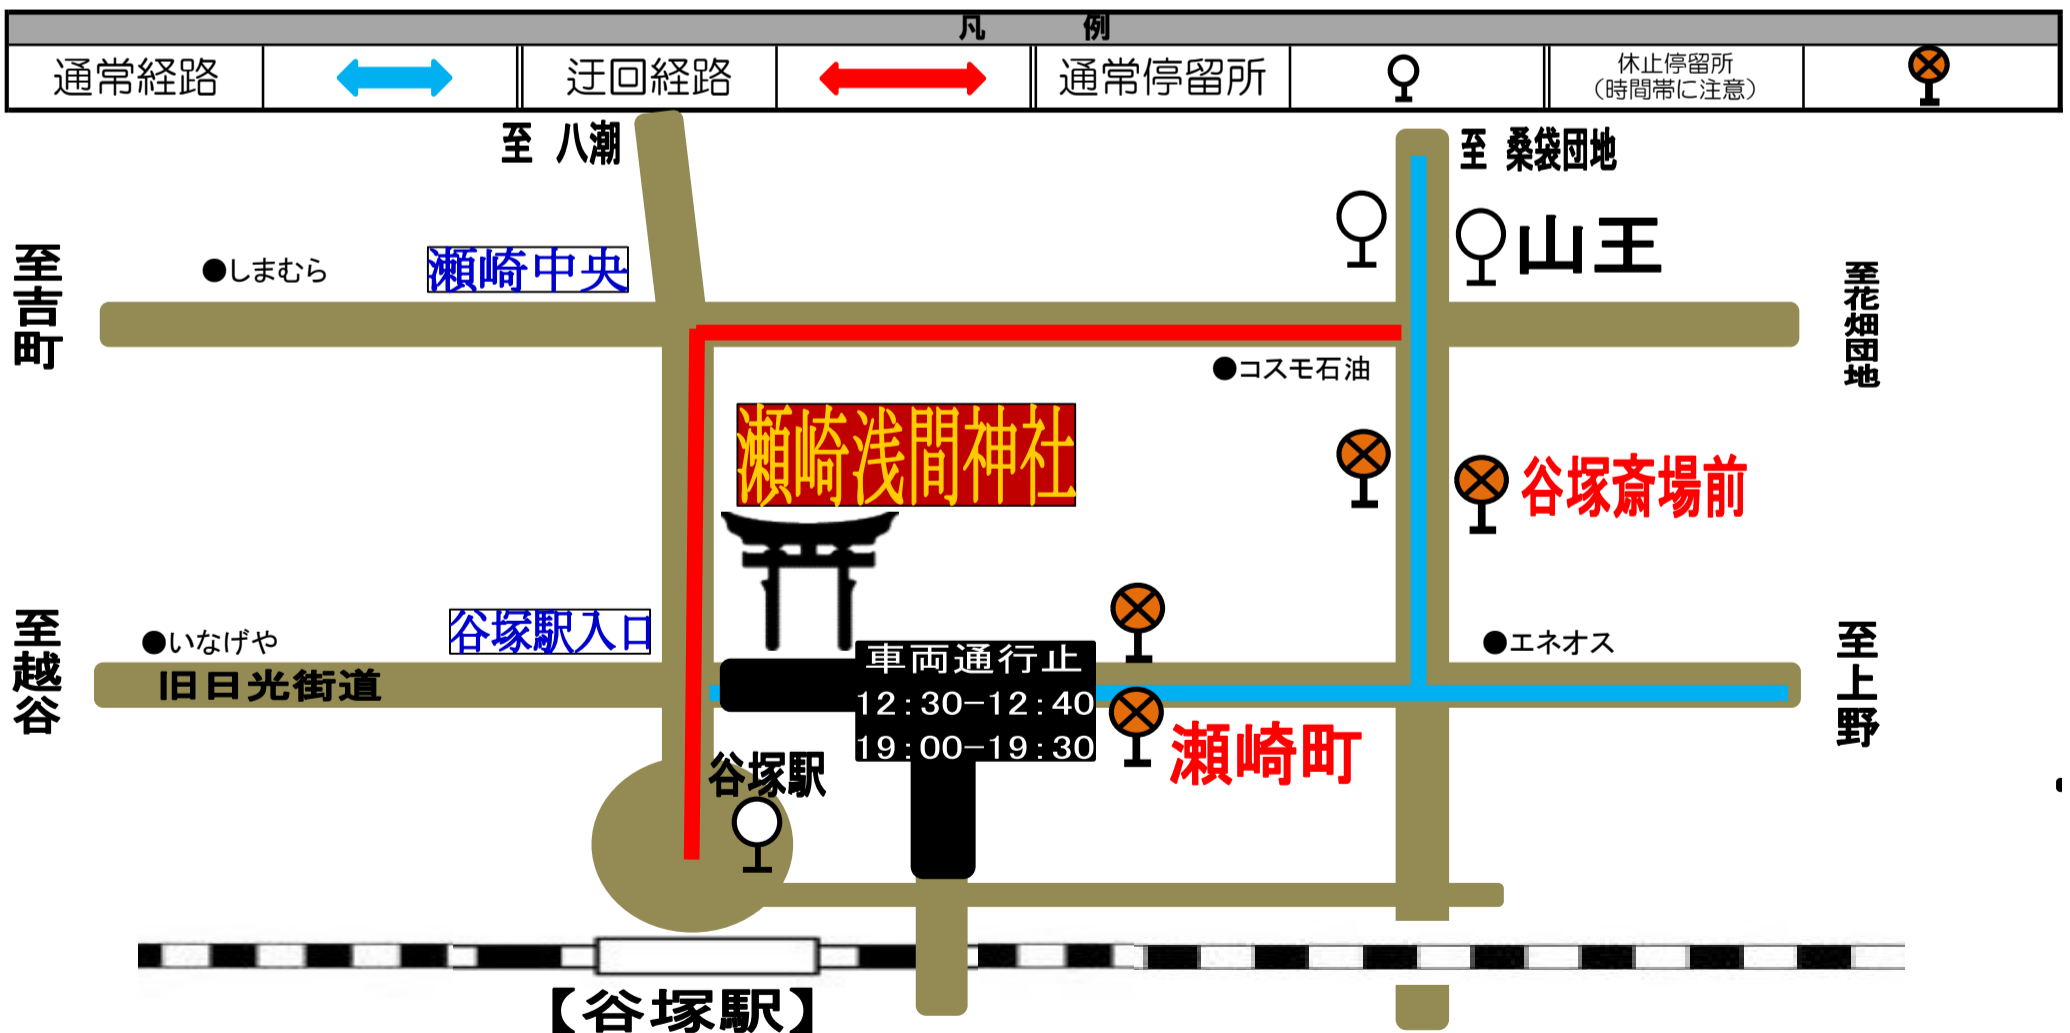 凡 例
通常経路
迂回経路
通常停留所
休止停留所
（時間帯に注意）
至 八潮
至 桑袋団地
山王
至吉町
●しまむら
瀬崎中央
至花畑団地
●コスモ石油
瀬崎浅間神社
谷塚斎場前
至越谷
●いなげや
谷塚駅入口
旧日光街道
車両通行止
12:30-12:40
19:00-19:30
●エネオス
至上野
瀬崎町
谷塚駅
【谷塚駅】